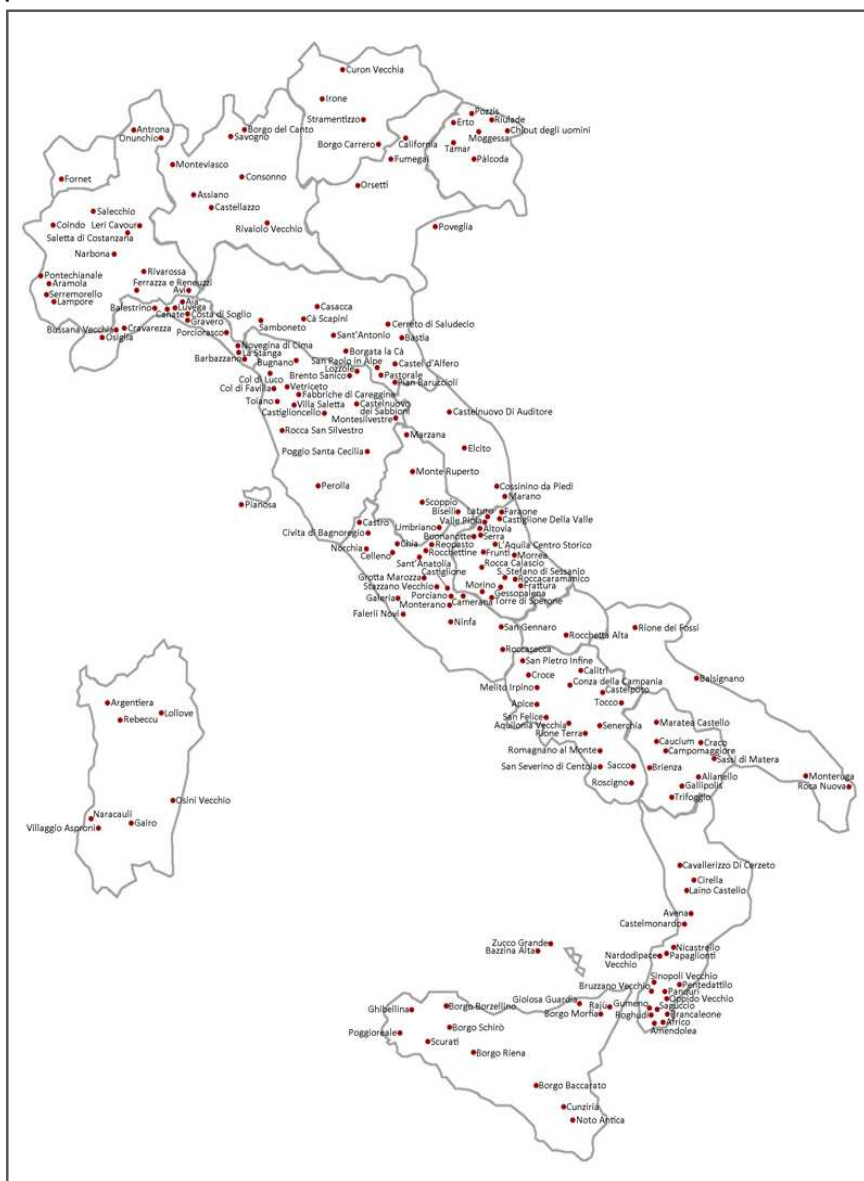 Curon Vecchia
Irone
Stramentizzo
Borgo Carrero
California
Fumegai
Pozzis
Erto
Riulade
Moggessa
Chiout degli uomini
Tamar
Pàlcoda
Antrona
Onunchio
Borgo del Canto
Savogno
Monteviasco
Consonno
Fornet
Assiano
Castellazzo
Orsetti
Rivaiolo Vecchio
Poveglia
Salecchio
Coindo
Leri Cavour
Saletta di Costanzana
Narbona
Pontechianale
Aramola
Serremorello
Lampore
Rivarossa
Ferrazza e Reneuzzi
Avi
Aia
Balestrino
Luvega
Canate
Costa di Soglio
Gravero
Bussana Vecchia
Cravarezza
Osiglia
Porciorasco
Casacca
Cà Scapini
Samboneto
Sant'Antonio
Cerreto di Saludecio
Bastia
Novegina di Cima
La Stanga
Barbazzano
Bugnano
Borgata la Cà
San Paolo in Alpe
Lozzole
Brento Sanico
Castel d'Alfero
Pastorale
Pian Baruccioli
Col di Luco
Col di Favilla
Vetriceto
Fabbriche di Careggine
Toiano
Villa Saletta
Castelnuovo
dei Sabbioni
Castiglioncello
Montesilvestre
Rocca San Silvestro
Castelnuovo Di Auditore
Marzana
Elcito
Poggio Santa Cecilia
Monte Ruperto
Perolla
Pianosa
Cossinino da Piedi
Marano
Scoppio
Biselli
Laturo
Faraone
Valle Piola
Castiglione Della Valle
Castro
Umbriano
Altovia
Civita di Bagnoregio
Buonanotte
Serra
Norchia
Chia
Reopasto
L'Aquila Centro Storico
Celleno
Rocchettine
Frunti
Morrea
Sant'Anatolia
Rocca Calascio
Castiglione
S. Stefano di Sessanio
Grotta Marozza
Roccacaramanico
Stazzano Vecchio
Morino
Frattura
Gessopalena
Galeria
Porciano
Camerana
Torre di Sperone
Monterano
Falerii Novi
Ninfa
San Gennaro
Rocchetta Alta
Rione dei Fossi
Roccasecca
San Pietro Infine
Croce
Calitri
Conza della Campania
Balsignano
Melito Irpino
Castelpoto
Apice
Tocco
San Felice
Aquilonia Vecchia
Senerchia
Rione Terra
Maratea Castello
Romagnano al Monte
Caucium
Craco
Campomaggiore
Sassi di Matera
San Severino di Centola
Sacco
Brienza
Alianello
Roscigno
Gallipolis
Trifoggio
Monteruga
Roca Nuova
Argentiera
Rebeccu
Lollove
Osini Vecchio
Naracauli
Villaggio Asproni
Gairo
Cavallerizzo Di Cerzeto
Cirella
Laino Castello
Avena
Castelmonardo
Zucco Grande
Bazzina Alta
Nicastrello
Nardodipace
Vecchio
Papaglionti
Sinopoli Vecchio
Bruzzano Vecchio
Pentedattilo
Panduri
Oppido Vecchio
Gioiosa Guardia
Rajù
Gumeno
Saguccio
Borgo Morfia
Roghudi
Brancaleone
Amendolea
Africo
Ghibellina
Borgo Borzellino
Poggioreale
Borgo Schirò
Scurati
Borgo Riena
Borgo Baccarato
Cunziria
Noto Antica